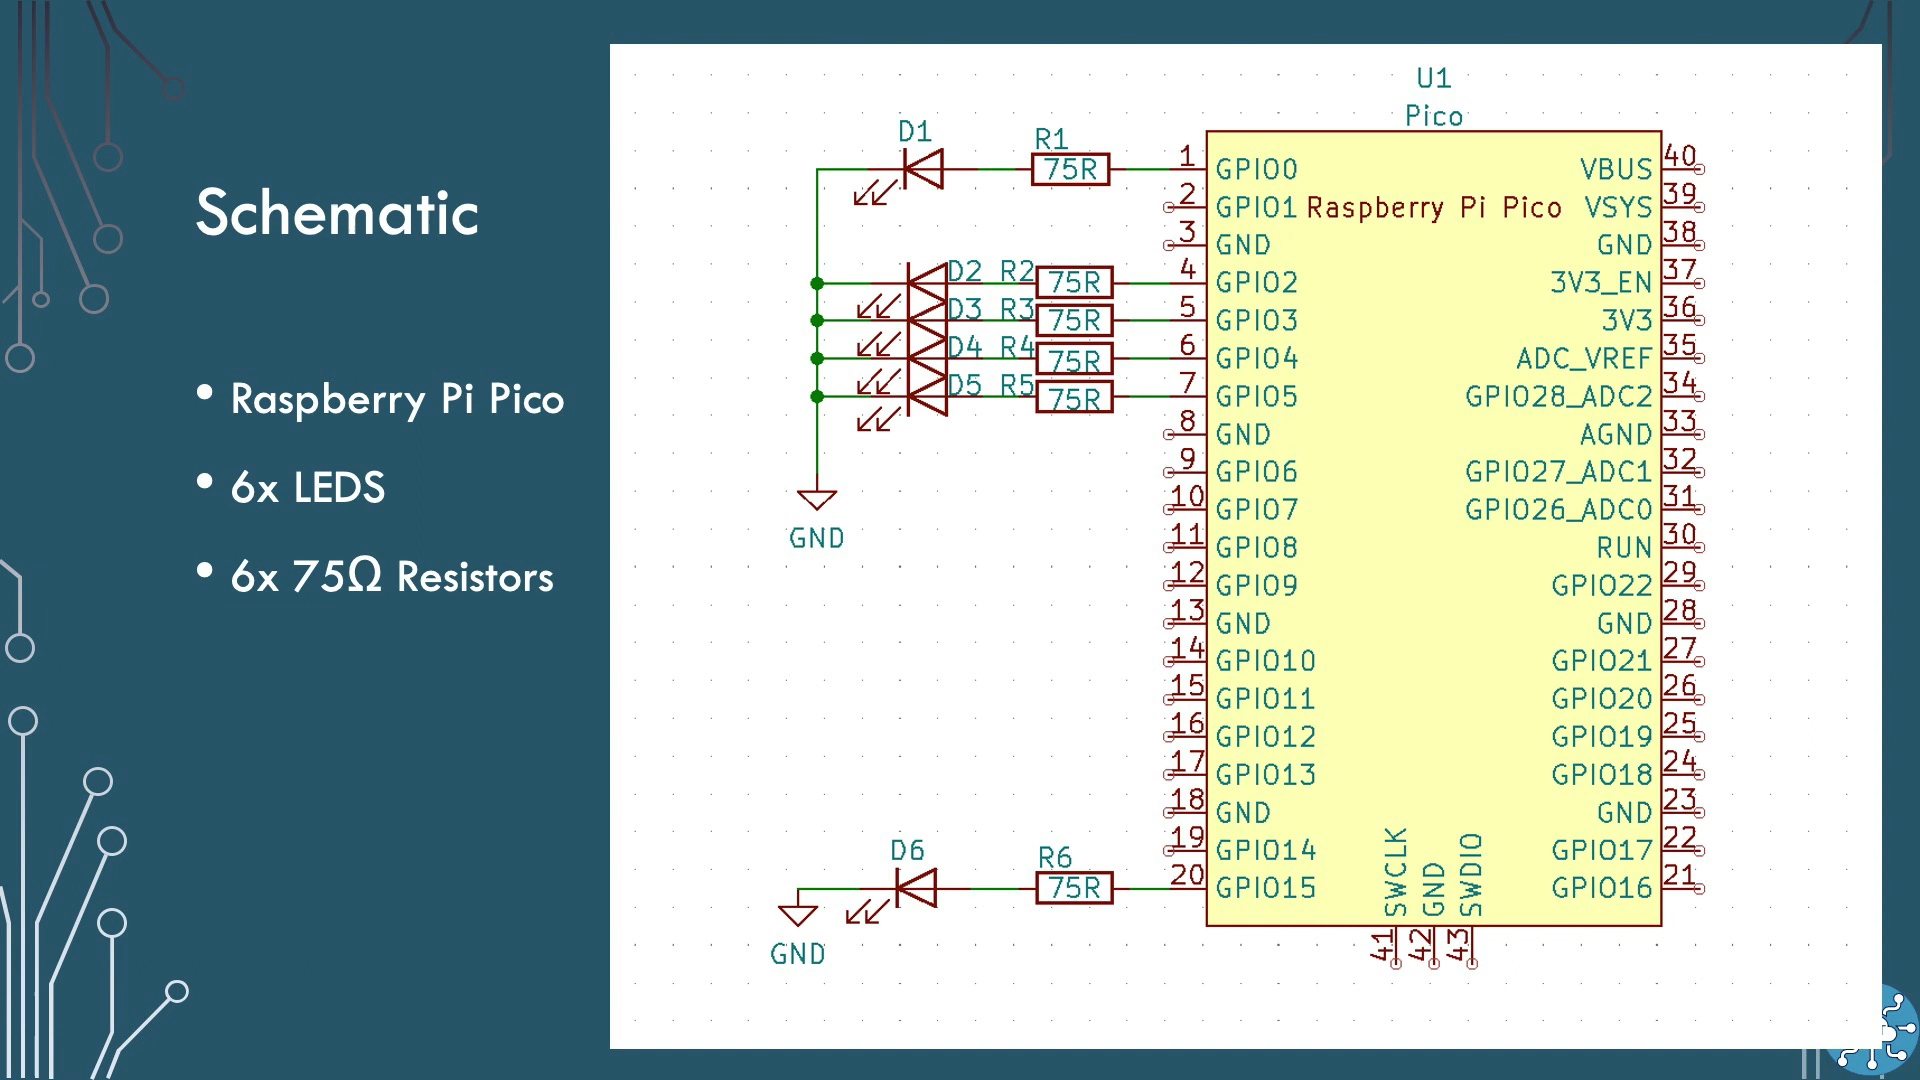 Schematic
• Raspberry Pi Pico
• 6x LEDS
• 6x 75Ω Resistors
U1
Pico
Raspberry Pi Pico
D1 R1 75R 1 GPIO0
2 GPIO1
3 GND
D2 R2 75R 4 GPIO2
D3 R3 75R 5 GPIO3
D4 R4 75R 6 GPIO4
D5 R5 75R 7 GPIO5
8 GND
9 GPIO6
10 GPIO7
GND
11 GPIO8
12 GPIO9
13 GND
14 GPIO10
15 GPIO11
16 GPIO12
17 GPIO13
18 GND
19 GPIO14
D6 R6 75R 20 GPIO15
GND
VBUS 40
VSYS 39
GND 38
3V3_EN 37
3V3 36
ADC_VREF 35
GPIO28_ADC2 34
AGND 33
GPIO27_ADC1 32
GPIO26_ADC0 31
RUN 30
GPIO22 29
GND 28
GPIO21 27
GPIO20 26
GPIO19 25
GPIO18 24
GND 23
GPIO17 22
GPIO16 21
SWCLK 41
GND 42
SWDIO 43